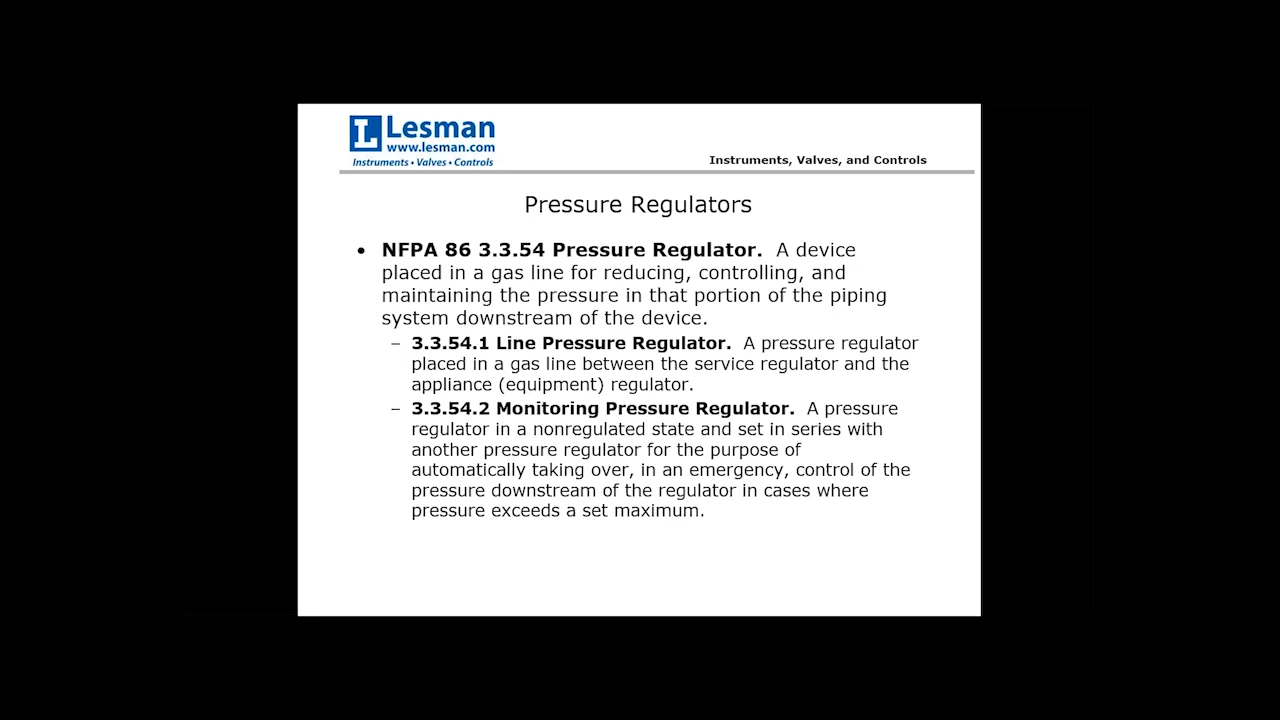 Lesman
www.lesman.com
Instruments • Valves • Controls
Instruments, Valves, and Controls
Pressure Regulators
• NFPA 86 3.3.54 Pressure Regulator. A device
placed in a gas line for reducing, controlling, and
maintaining the pressure in that portion of the piping
system downstream of the device.
– 3.3.54.1 Line Pressure Regulator. A pressure regulator
placed in a gas line between the service regulator and the
appliance (equipment) regulator.
– 3.3.54.2 Monitoring Pressure Regulator. A pressure
regulator in a nonregulated state and set in series with
another pressure regulator for the purpose of
automatically taking over, in an emergency, control of the
pressure downstream of the regulator in cases where
pressure exceeds a set maximum.